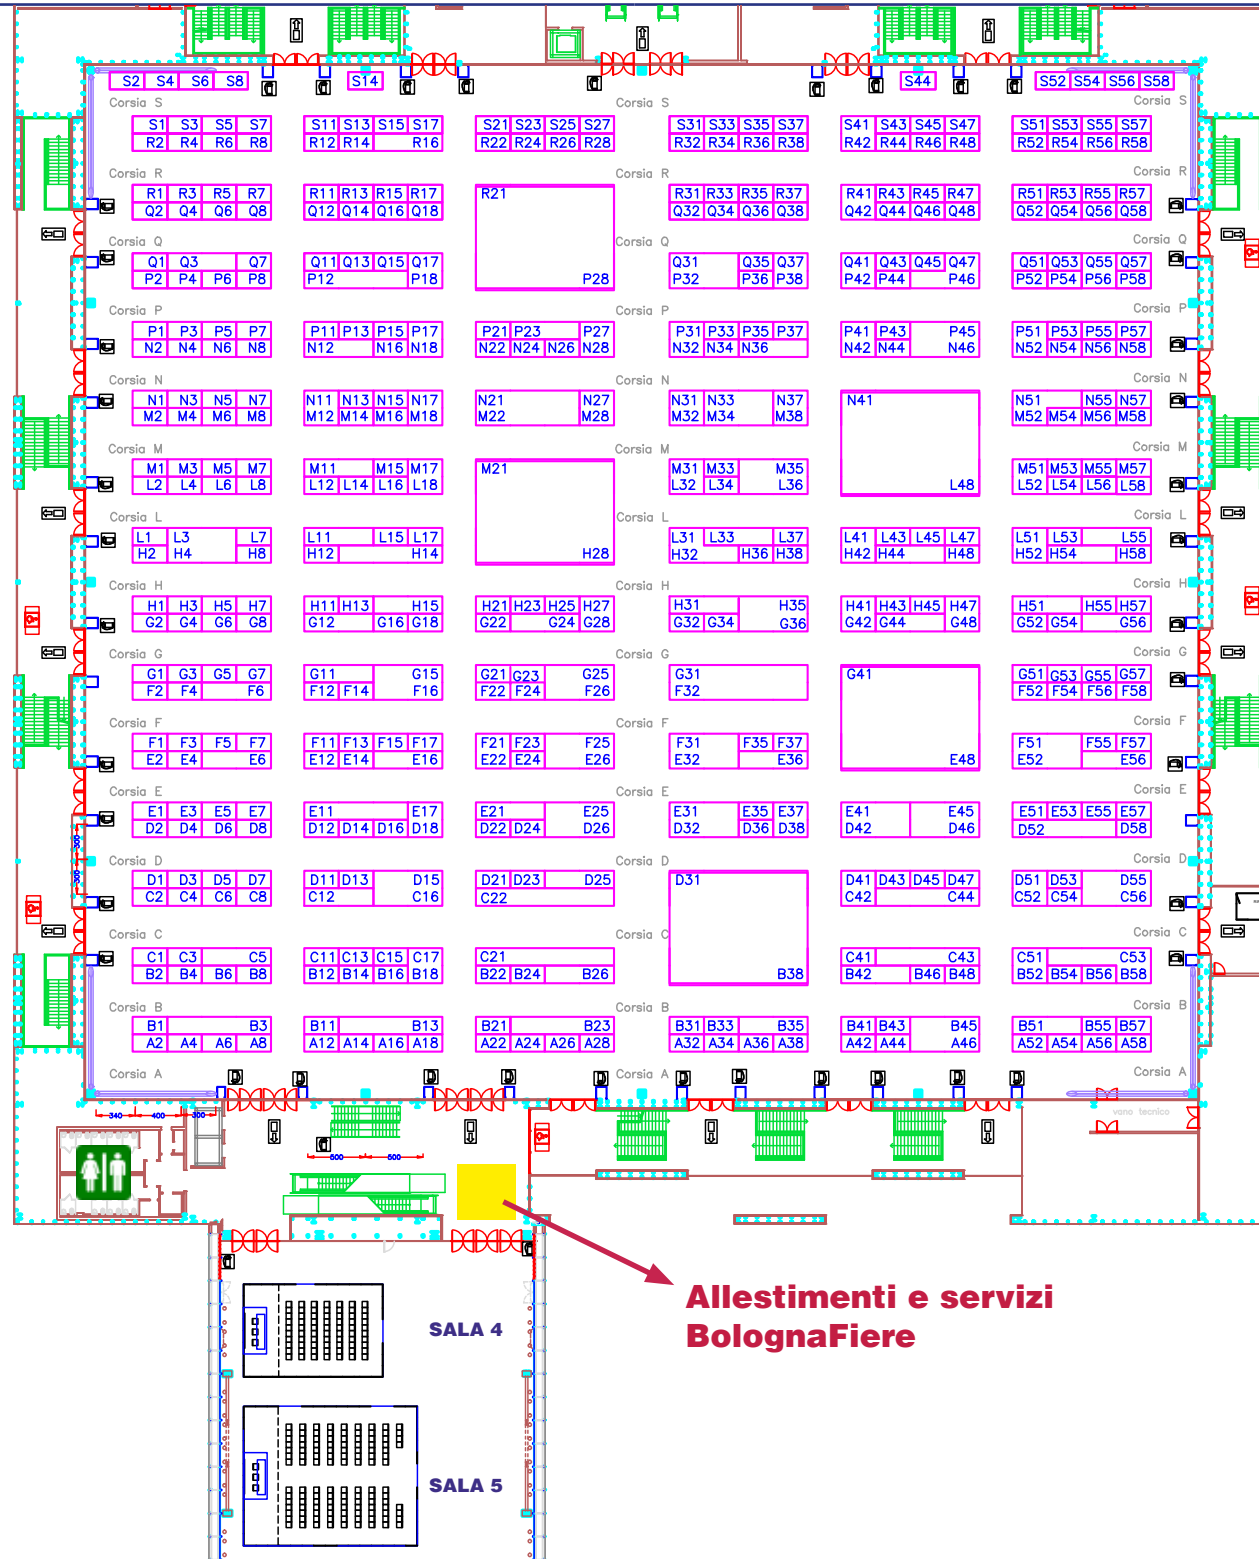 S2 S4 S6 S8 S14 S44 S52 S54 S56 S58
Corsia S Corsia S Corsia S
S1 S3 S5 S7 S11 S13 S15 S17 S21 S23 S25 S27 S31 S33 S35 S37 S41 S43 S45 S47 S51 S53 S55 S57
R2 R4 R6 R8 R12 R14 R16 R22 R24 R26 R28 R32 R34 R36 R38 R42 R44 R46 R48 R52 R54 R56 R58
Corsia R Corsia R Corsia R
R1 R3 R5 R7 R11 R13 R15 R17 R21 R31 R33 R35 R37 R41 R43 R45 R47 R51 R53 R55 R57
Q2 Q4 Q6 Q8 Q12 Q14 Q16 Q18 Q32 Q34 Q36 Q38 Q42 Q44 Q46 Q48 Q52 Q54 Q56 Q58
Corsia Q Corsia Q Corsia Q
Q1 Q3 Q7 Q11 Q13 Q15 Q17 Q31 Q35 Q37 Q41 Q43 Q45 Q47 Q51 Q53 Q55 Q57
P2 P4 P6 P8 P12 P18 P28 P32 P36 P38 P42 P44 P46 P52 P54 P56 P58
Corsia P Corsia P Corsia P
P1 P3 P5 P7 P11 P13 P15 P17 P21 P23 P27 P31 P33 P35 P37 P41 P43 P45 P51 P53 P55 P57
N2 N4 N6 N8 N12 N16 N18 N22 N24 N26 N28 N32 N34 N36 N42 N44 N46 N52 N54 N56 N58
Corsia N Corsia N Corsia N
N1 N3 N5 N7 N11 N13 N15 N17 N21 N27 N31 N33 N37 N41 N51 N55 N57
M2 M4 M6 M8 M12 M14 M16 M18 M22 M28 M32 M34 M38 M52 M54 M56 M58
Corsia M Corsia M Corsia M
M1 M3 M5 M7 M11 M15 M17 M21 M31 M33 M35 M51 M53 M55 M57
L2 L4 L6 L8 L12 L14 L16 L18 L32 L34 L36 L48 L52 L54 L56 L58
Corsia L Corsia L Corsia L
L1 L3 L7 L11 L15 L17 L31 L33 L37 L41 L43 L45 L47 L51 L53 L55
H2 H4 H8 H12 H14 H28 H32 H36 H38 H42 H44 H48 H52 H54 H58
Corsia H Corsia H Corsia H
H1 H3 H5 H7 H11 H13 H15 H21 H23 H25 H27 H31 H35 H41 H43 H45 H47 H51 H55 H57
G2 G4 G6 G8 G12 G16 G18 G22 G24 G28 G32 G34 G36 G42 G44 G48 G52 G54 G56
Corsia G Corsia G Corsia G
G1 G3 G5 G7 G11 G15 G21 G23 G25 G31 G41 G51 G53 G55 G57
F2 F4 F6 F12 F14 F16 F22 F24 F26 F32 F52 F54 F56 F58
Corsia F Corsia F Corsia F
F1 F3 F5 F7 F11 F13 F15 F17 F21 F23 F25 F31 F35 F37 F51 F55 F57
E2 E4 E6 E12 E14 E16 E22 E24 E26 E32 E36 E48 E52 E56
Corsia E Corsia E Corsia E
E1 E3 E5 E7 E11 E17 E21 E25 E31 E35 E37 E41 E45 E51 E53 E55 E57
D2 D4 D6 D8 D12 D14 D16 D18 D22 D24 D26 D32 D36 D38 D42 D46 D52 D58
300
Corsia D Corsia D Corsia D
300
D1 D3 D5 D7 D11 D13 D15 D21 D23 D25 D31 D41 D43 D45 D47 D51 D53 D55
C2 C4 C6 C8 C12 C16 C22 C42 C44 C52 C54 C56
Corsia C Corsia C Corsia C
C1 C3 C5 C11 C13 C15 C17 C21 C41 C43 C51 C53
B2 B4 B6 B8 B12 B14 B16 B18 B22 B24 B26 B38 B42 B46 B48 B52 B54 B56 B58
Corsia B Corsia B Corsia B
B1 B3 B11 B13 B21 B23 B31 B33 B35 B41 B43 B45 B51 B55 B57
A2 A4 A6 A8 A12 A14 A16 A18 A22 A24 A26 A28 A32 A34 A36 A38 A42 A44 A46 A52 A54 A56 A58
Corsia A Corsia A Corsia A
340 400 300
vano tecnico
500 500
Allestimenti e servizi
BolognaFiere
SALA 4
SALA 5